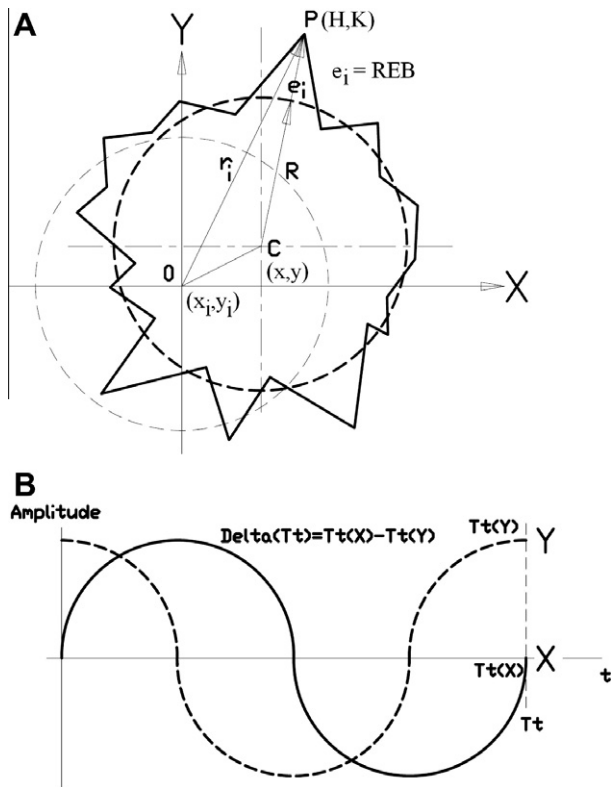 A
Y
P (H,K)
e_i = REB
e_i
r_i
R
O
C
(x,y)
(x_i,y_i)
X
B
Amplitude
Delta(Tt)=Tt(X)-Tt(Y)
Tt(Y)
Y
Tt(X)
X
t
Tt